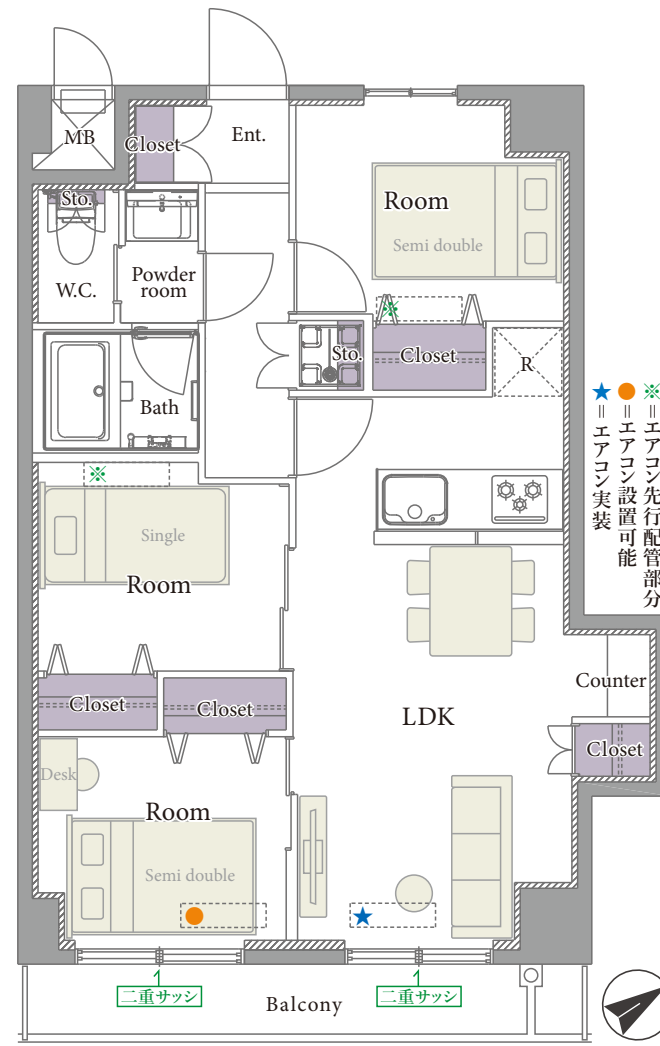 MB
Closet
Ent.
Sto.
Room
Semi double
W.C.
Powder
room
※
Sto.
Closet
R
Bath
※
Single
Room
※=エアコン先行配管部分
●=エアコン設置可能
★=エアコン実装
Closet
Closet
LDK
Counter
Closet
Desk
Room
Semi double
●
★
1
二重サッシ
1
二重サッシ
Balcony